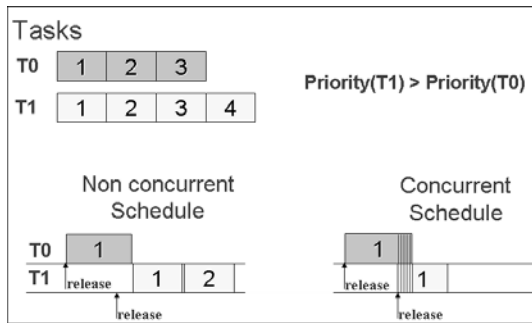 Tasks
T0 1 2 3
Priority(T1) > Priority(T0)
T1 1 2 3 4
Non concurrent
Schedule
Concurrent
Schedule
T0 1
T1 1 2
release
release
1
1
release
release